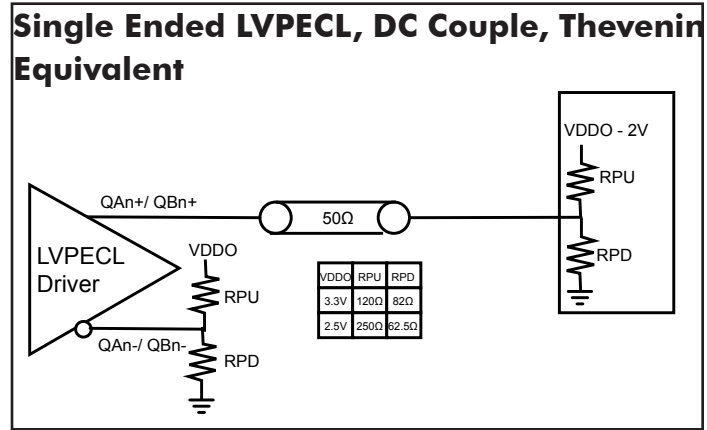 Single Ended LVPECL, DC Couple, Thevenin
Equivalent
VDDO - 2V
RPU
QAn+/ QBn+
50Ω
RPD
LVPECL
Driver
VDDO
RPU
VDDO RPU RPD
3.3V 120Ω 82Ω
2.5V 250Ω 62.5Ω
QAn-/ QBn-
RPD